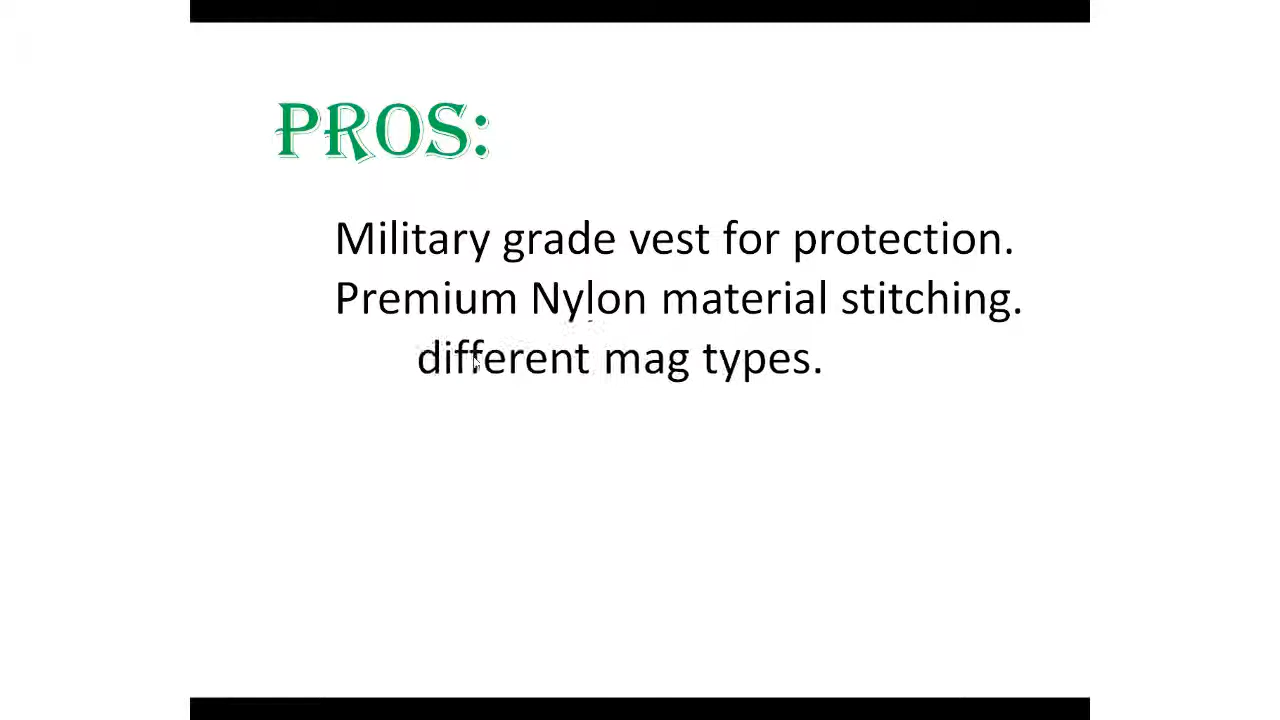 PROS:
Military grade vest for protection.
Premium Nylon material stitching.
different mag types.